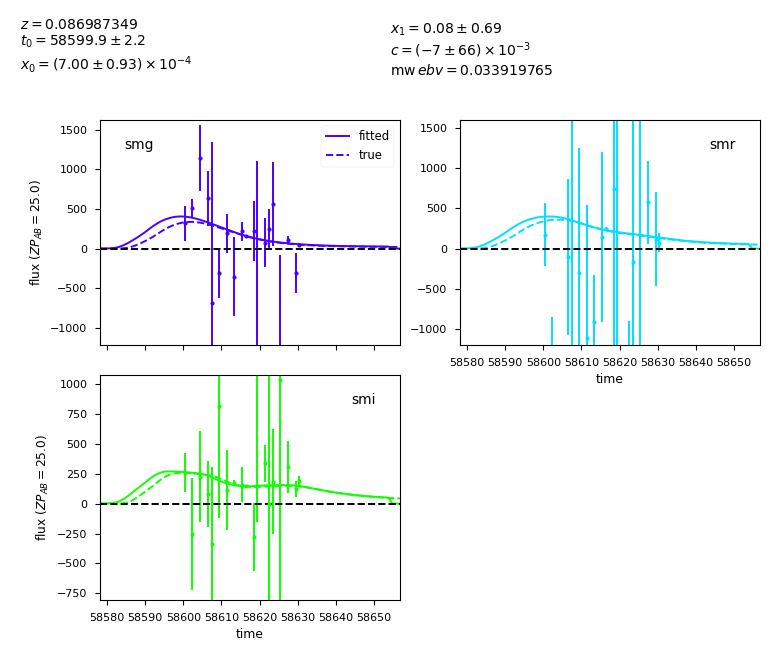 z = 0.086987349
t₀ = 58599.9 ± 2.2
x₀ = (7.00 ± 0.93) × 10⁻⁴
x₁ = 0.08 ± 0.69
c = (−7 ± 66) × 10⁻³
mw ebv = 0.033919765
smg
fitted
true
1500
1000
500
0
−500
−1000
flux (ZP_AB = 25.0)
smr
1500
1000
500
0
−500
−1000
58580 58590 58600 58610 58620 58630 58640 58650
time
smi
1000
750
500
250
0
−250
−500
−750
flux (ZP_AB = 25.0)
58580 58590 58600 58610 58620 58630 58640 58650
time